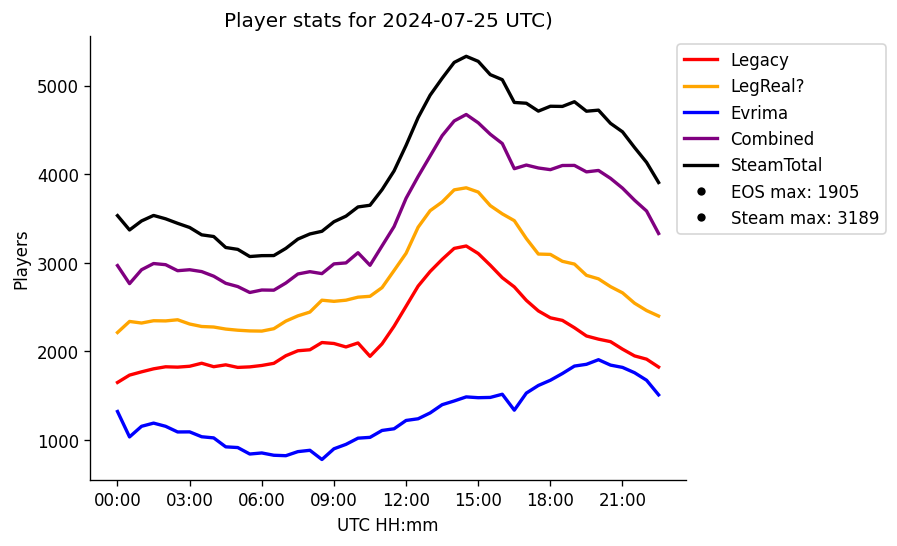 Player stats for 2024-07-25 UTC)
Legacy
LegReal?
Evrima
Combined
SteamTotal
EOS max: 1905
Steam max: 3189
Players
5000
4000
3000
2000
1000
00:00 03:00 06:00 09:00 12:00 15:00 18:00 21:00
UTC HH:mm